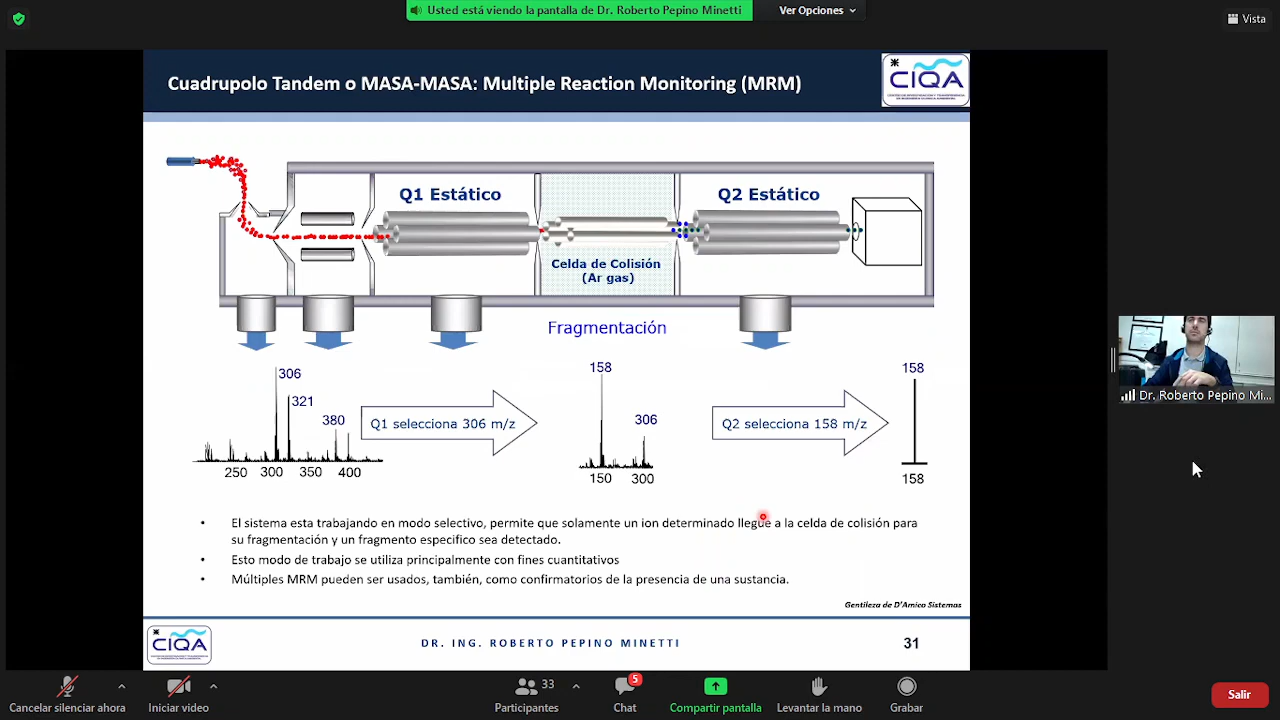 Usted está viendo la pantalla de Dr. Roberto Pepino Minetti
Ver Opciones
Vista
Cuadrupolo Tandem o MASA-MASA: Multiple Reaction Monitoring (MRM)
CIQA
Q1 Estático
Q2 Estático
Celda de Colisión
(Ar gas)
Fragmentación
306
321
380
250 300 350 400
Q1 selecciona 306 m/z
158
306
150 300
Q2 selecciona 158 m/z
158
158
• El sistema esta trabajando en modo selectivo, permite que solamente un ion determinado llegue a la celda de colisión para
su fragmentación y un fragmento especifico sea detectado.
• Esto modo de trabajo se utiliza principalmente con fines cuantitativos
• Múltiples MRM pueden ser usados, también, como confirmatorios de la presencia de una sustancia.
Gentileza de D'Amico Sistemas
CIQA
DR. ING. ROBERTO PEPINO MINETTI
31
Dr. Roberto Pepino Mi...
Cancelar silenciar ahora
Iniciar video
33
Participantes
5
Chat
Compartir pantalla
Levantar la mano
Grabar
Salir